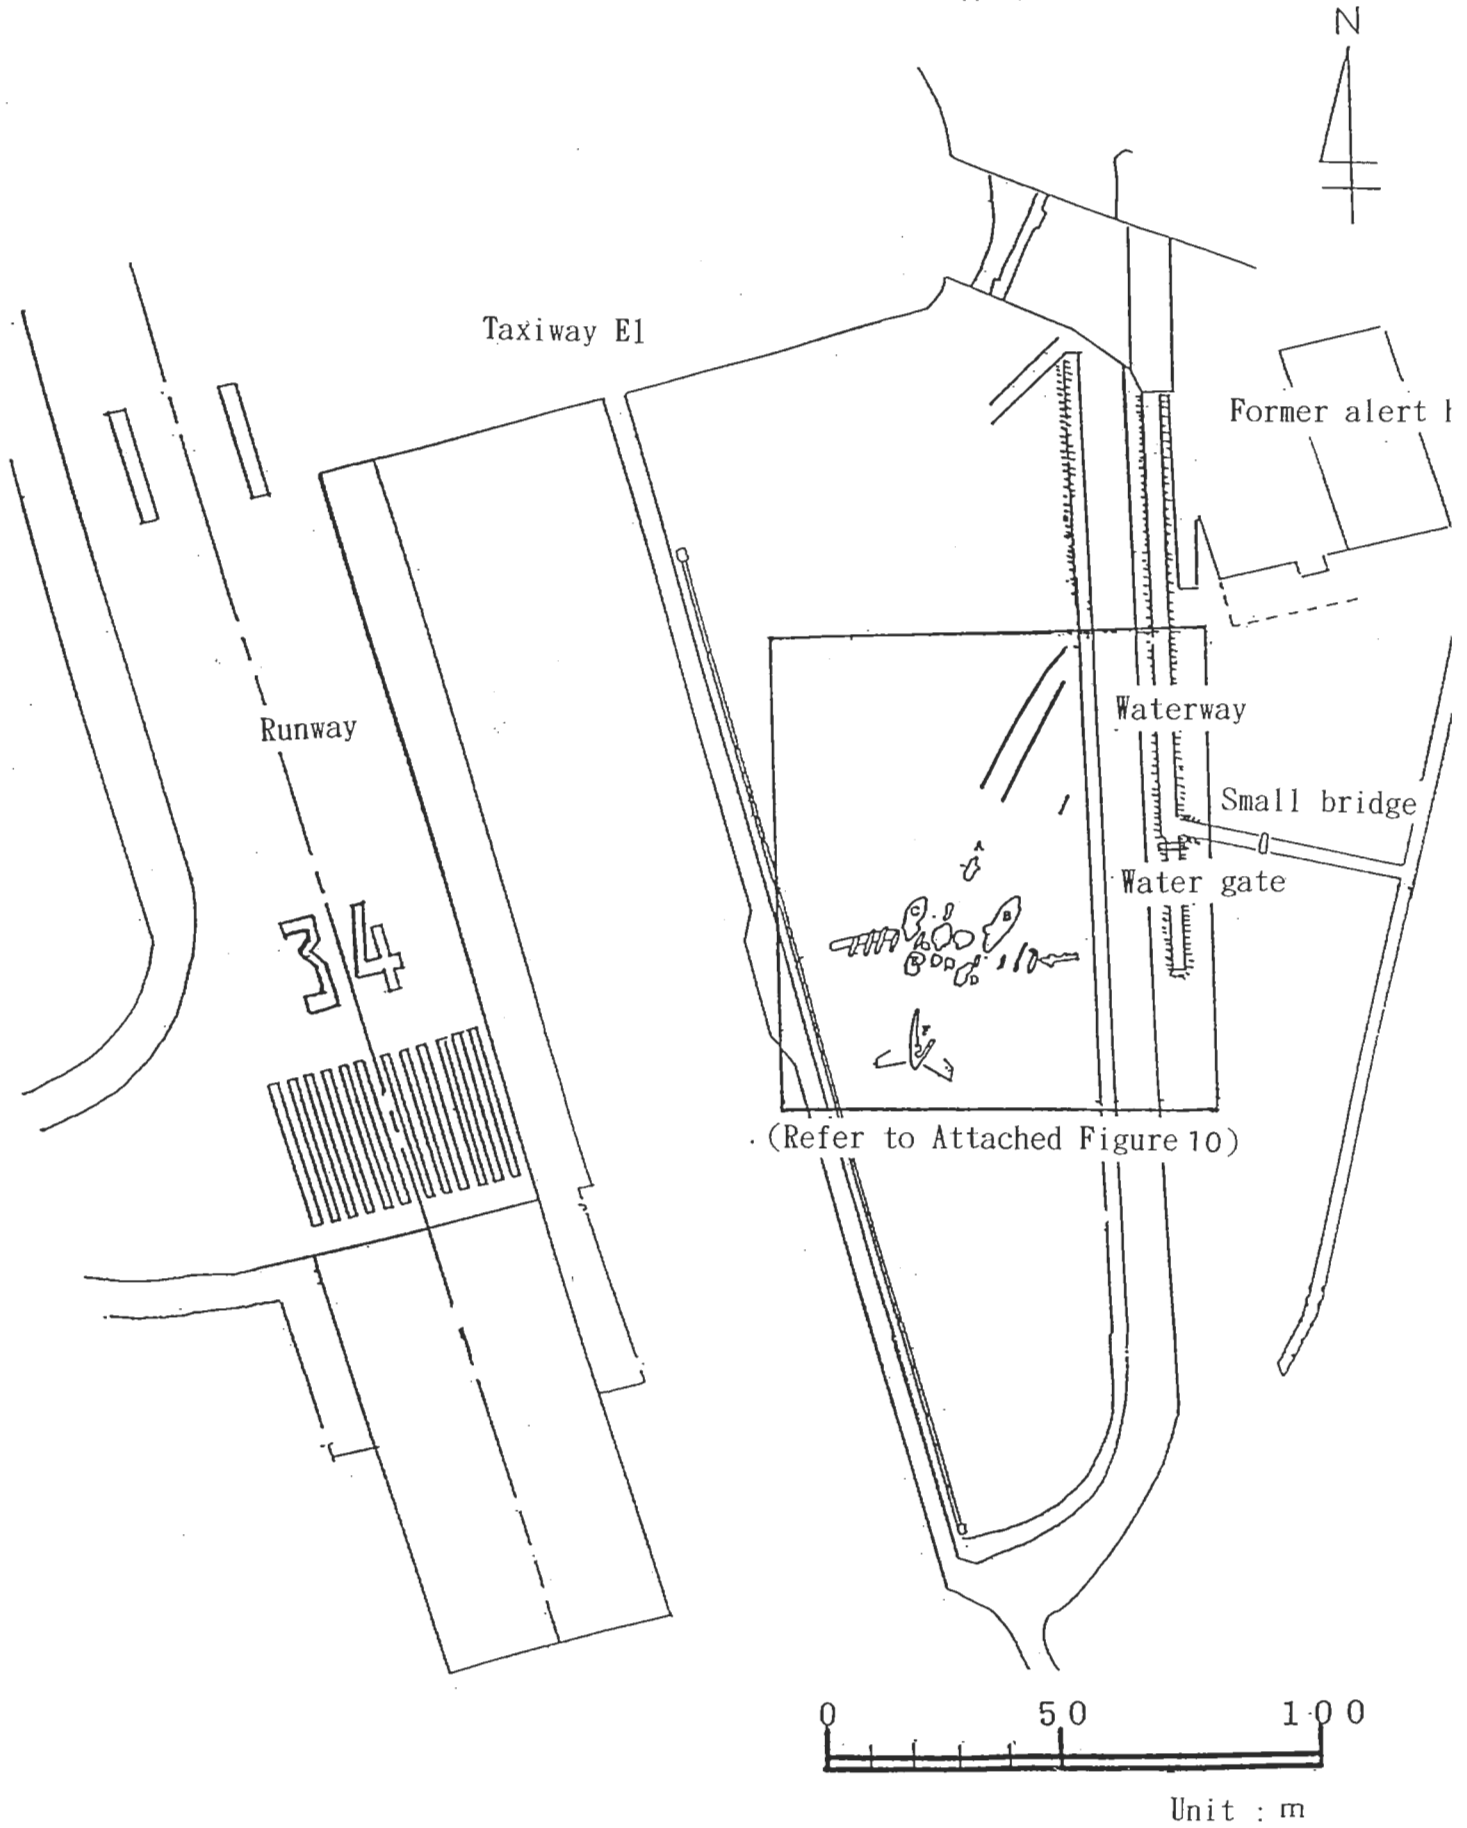 N
Taxiway E1
Former alert
Runway
Waterway
Small bridge
Water gate
A
C
B
E
D
F
34
(Refer to Attached Figure 10)
0 50 100
Unit : m